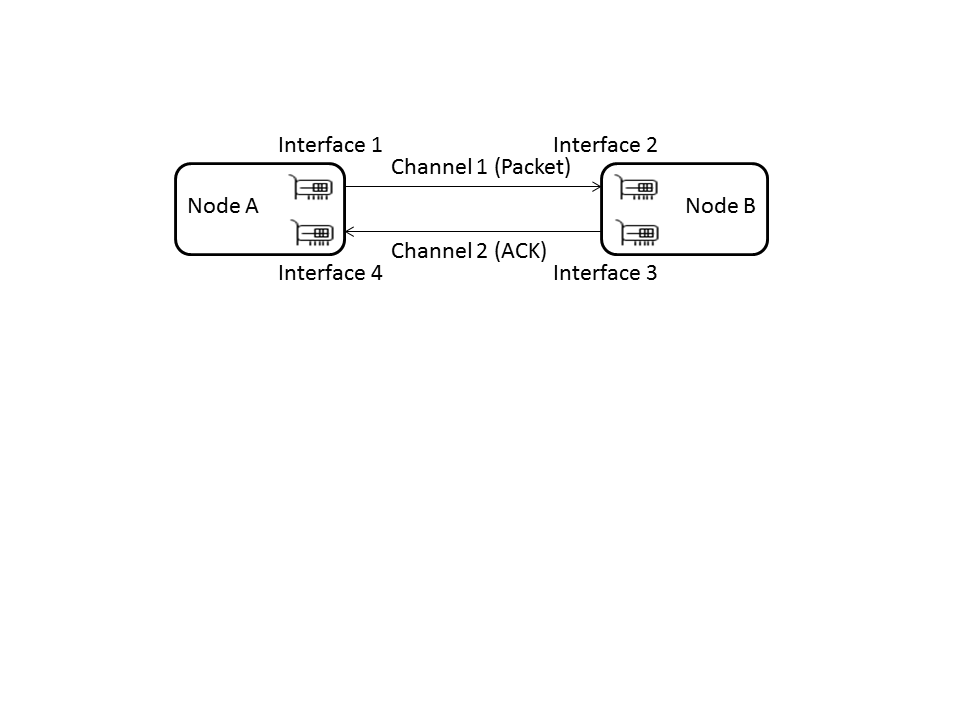 Interface 1
Interface 2
Channel 1 (Packet)
Node A
Node B
Channel 2 (ACK)
Interface 4
Interface 3